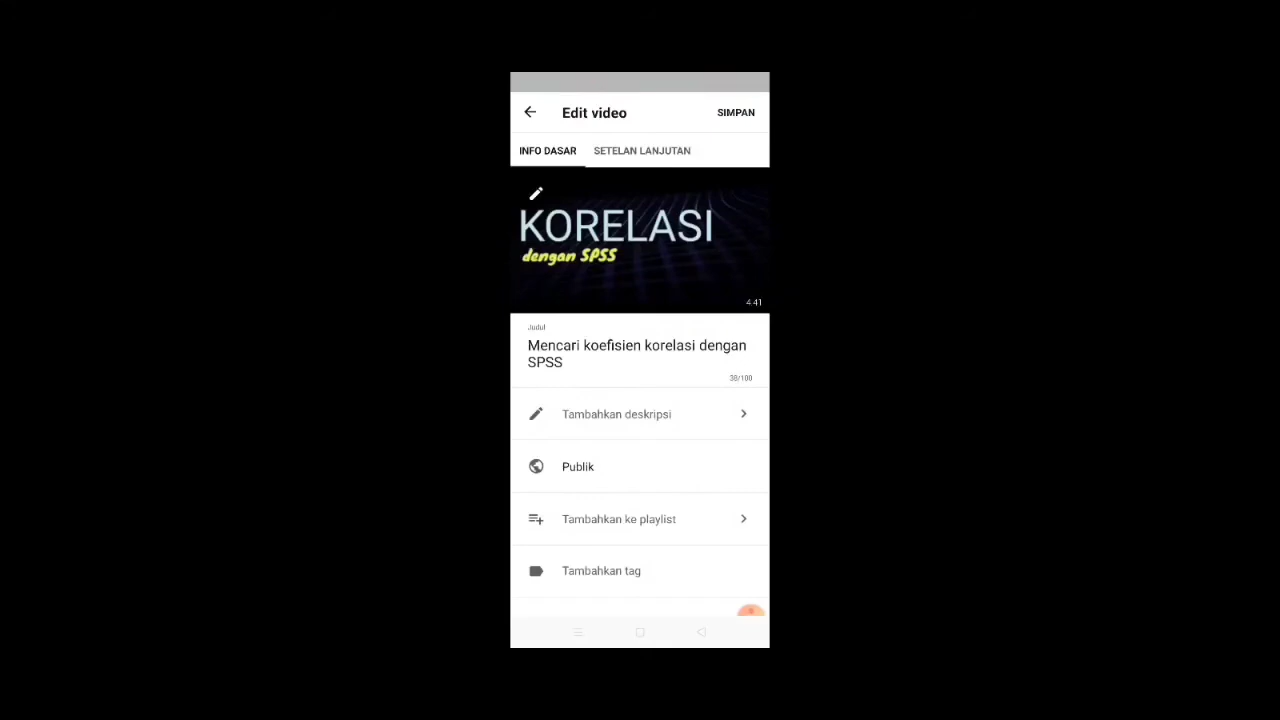 Edit video
SIMPAN
INFO DASAR
SETELAN LANJUTAN
KORELASI
dengan SPSS
4:41
Judul
Mencari koefisien korelasi dengan
SPSS
38/100
Tambahkan deskripsi
Publik
Tambahkan ke playlist
Tambahkan tag